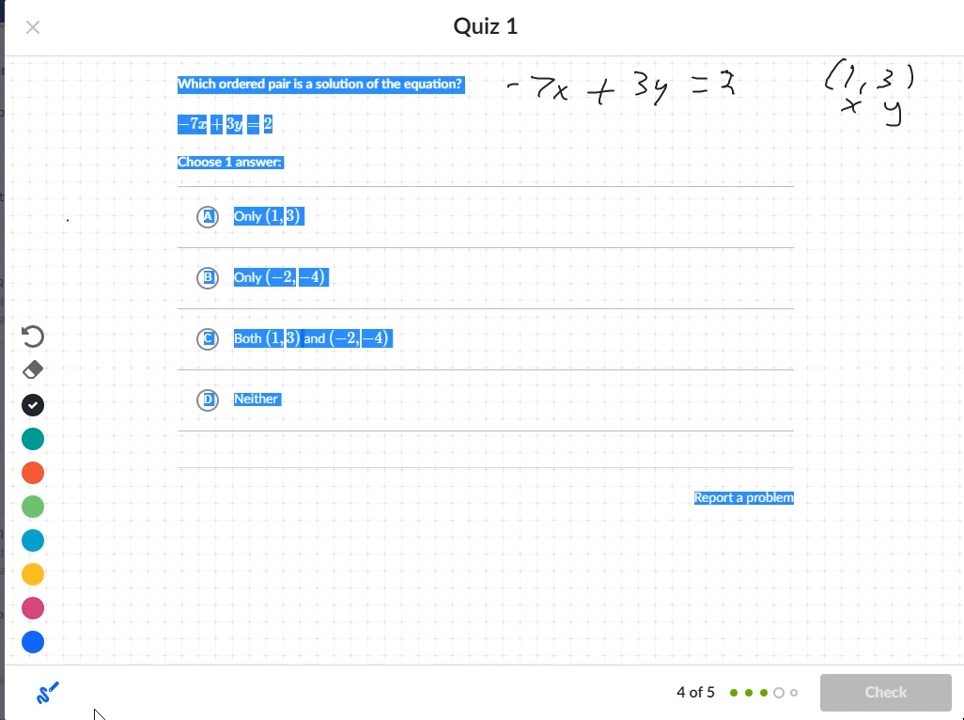 Quiz 1
Which ordered pair is a solution of the equation?
-7x + 3y = 2
(1, 3)
x y
−7x + 3y = 2
Choose 1 answer:
A Only (1, 3)
B Only (−2, −4)
C Both (1, 3) and (−2, −4)
D Neither
Report a problem
4 of 5
Check